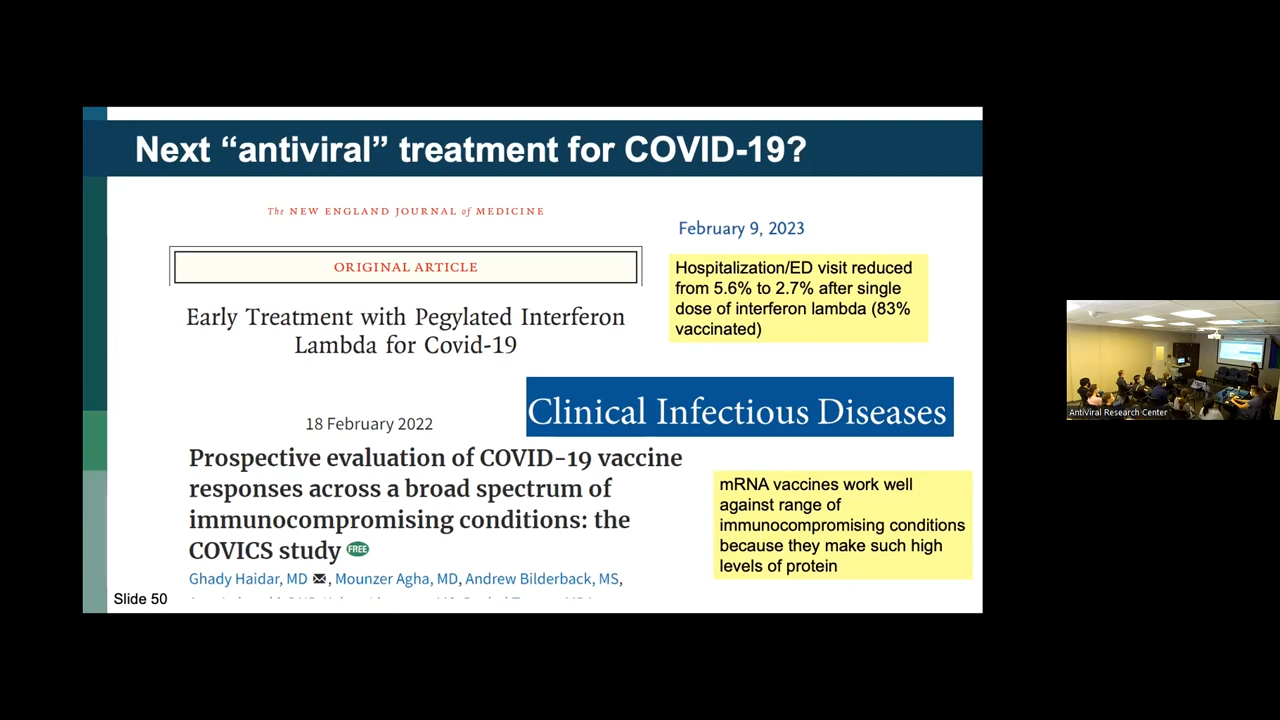 Next “antiviral” treatment for COVID-19?
The NEW ENGLAND JOURNAL of MEDICINE
ORIGINAL ARTICLE
Early Treatment with Pegylated Interferon
Lambda for Covid-19
February 9, 2023
Hospitalization/ED visit reduced
from 5.6% to 2.7% after single
dose of interferon lambda (83%
vaccinated)
Clinical Infectious Diseases
18 February 2022
Prospective evaluation of COVID-19 vaccine
responses across a broad spectrum of
immunocompromising conditions: the
COVICS study FREE
Ghady Haidar, MD , Mounzer Agha, MD, Andrew Bilderback, MS,
mRNA vaccines work well
against range of
immunocompromising conditions
because they make such high
levels of protein
Slide 50
AntiViral Research Center